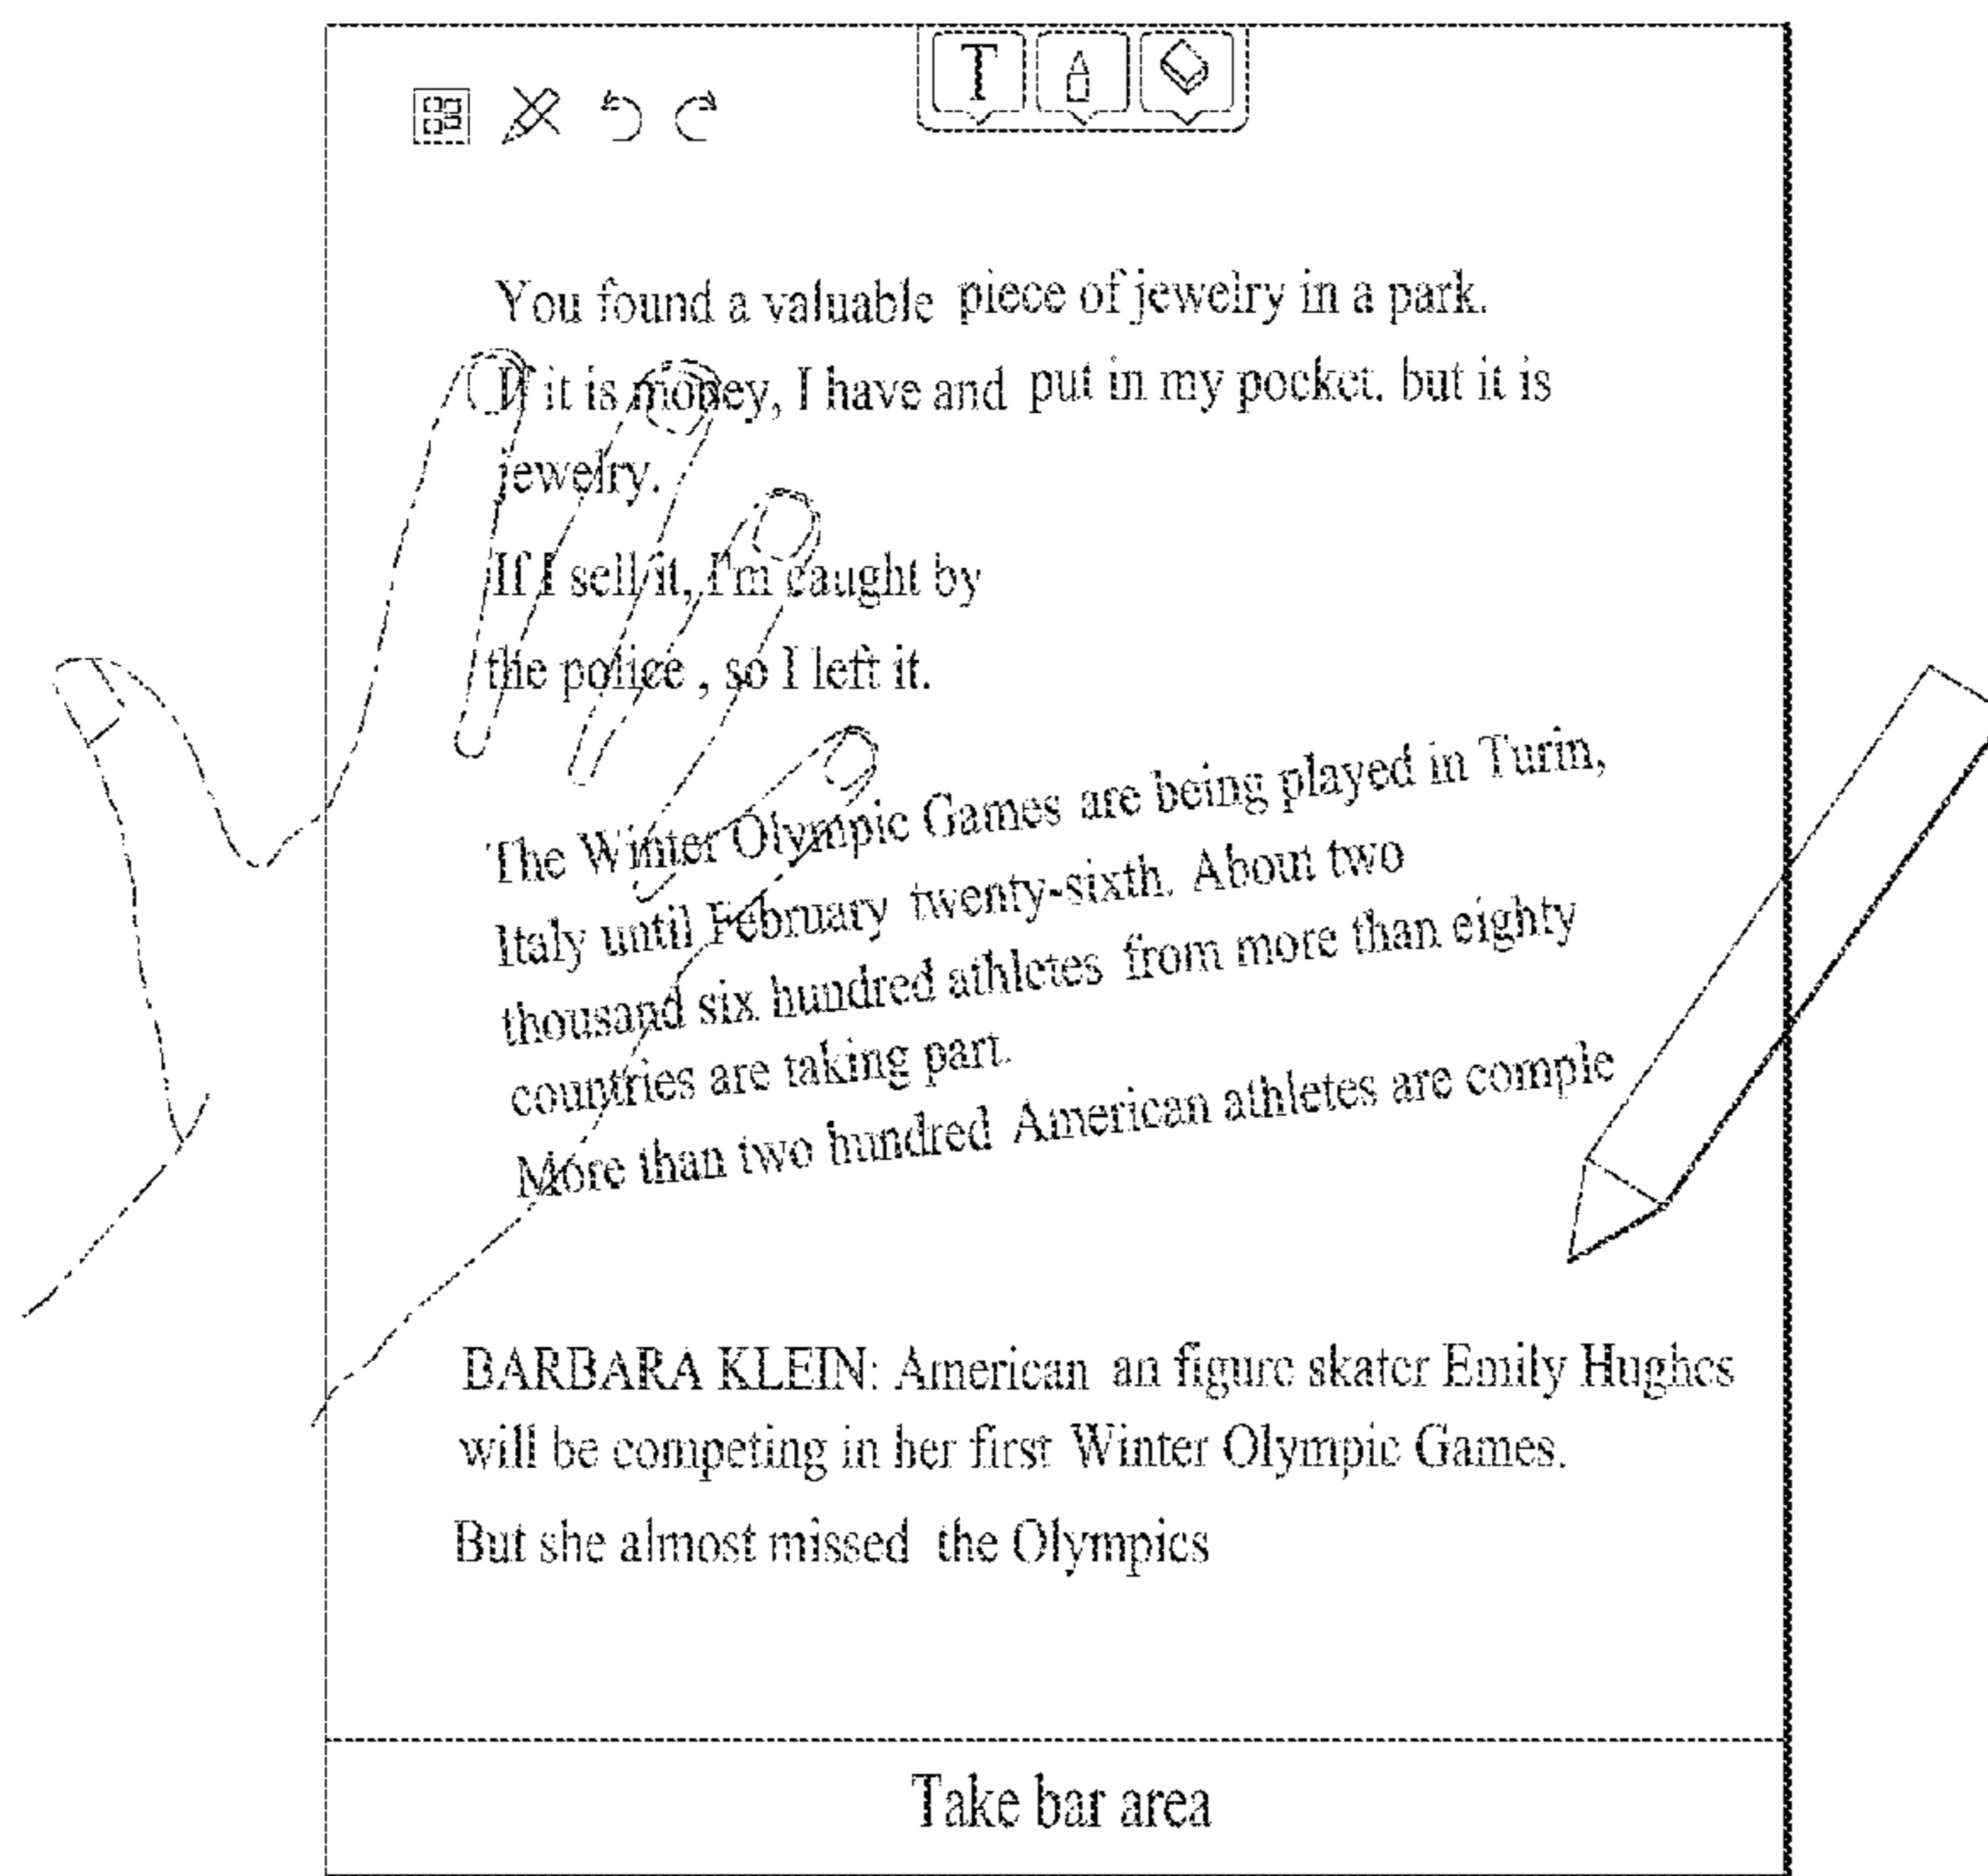 T
You found a valuable piece of jewelry in a park.
If it is money, I have and put in my pocket. but it is
jewelry.
If I sell it, I'm caught by
the police , so I left it.
The Winter Olympic Games are being played in Turin,
Italy until February twenty-sixth. About two
thousand six hundred athletes from more than eighty
countries are taking part.
More than two hundred American athletes are comple
BARBARA KLEIN: American an figure skater Emily Hughes
will be competing in her first Winter Olympic Games.
But she almost missed the Olympics
Take bar area